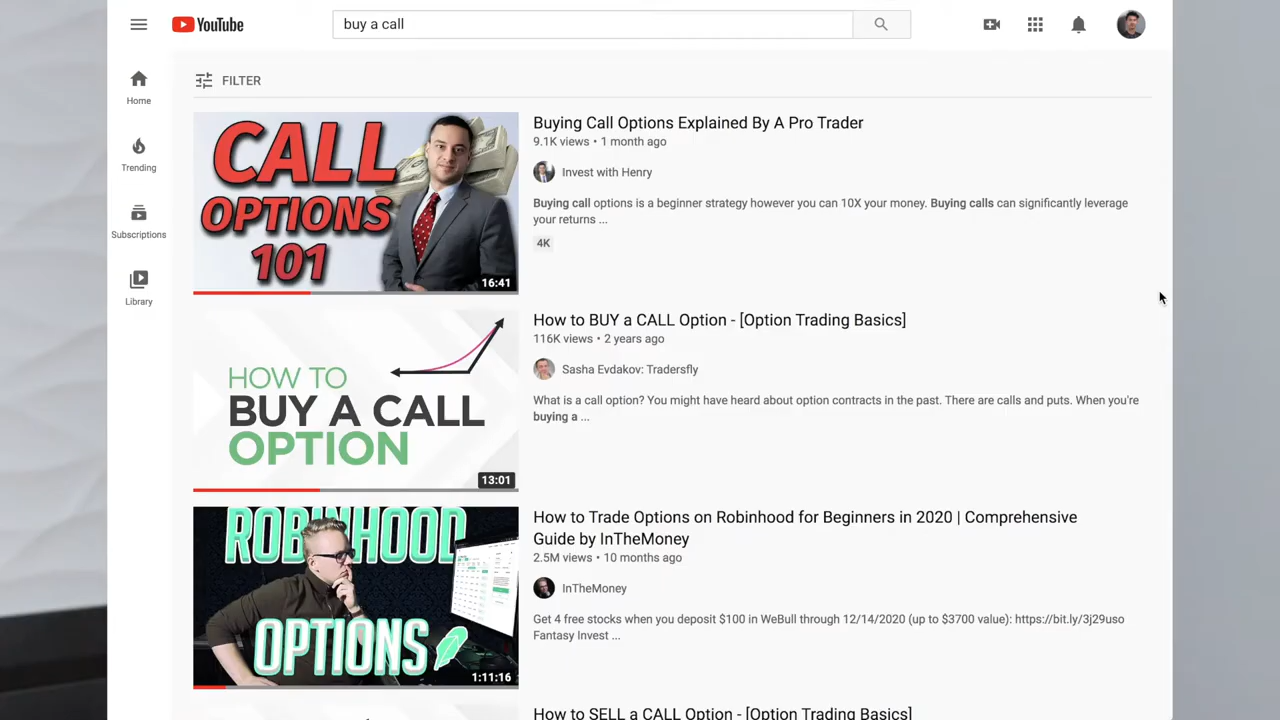 YouTube
buy a call
FILTER
Home
Trending
Subscriptions
Library
CALL
OPTIONS
101
16:41
Buying Call Options Explained By A Pro Trader
9.1K views • 1 month ago
Invest with Henry
Buying call options is a beginner strategy however you can 10X your money. Buying calls can significantly leverage
your returns ...
4K
HOW TO
BUY A CALL
OPTION
13:01
How to BUY a CALL Option - [Option Trading Basics]
116K views • 2 years ago
Sasha Evdakov: Tradersfly
What is a call option? You might have heard about option contracts in the past. There are calls and puts. When you're
buying a ...
ROBINHOOD
OPTIONS
1:11:16
How to Trade Options on Robinhood for Beginners in 2020 | Comprehensive
Guide by InTheMoney
2.5M views • 10 months ago
InTheMoney
Get 4 free stocks when you deposit $100 in WeBull through 12/14/2020 (up to $3700 value): https://bit.ly/3j29uso
Fantasy Invest ...
How to SELL a CALL Option - [Option Trading Basics]